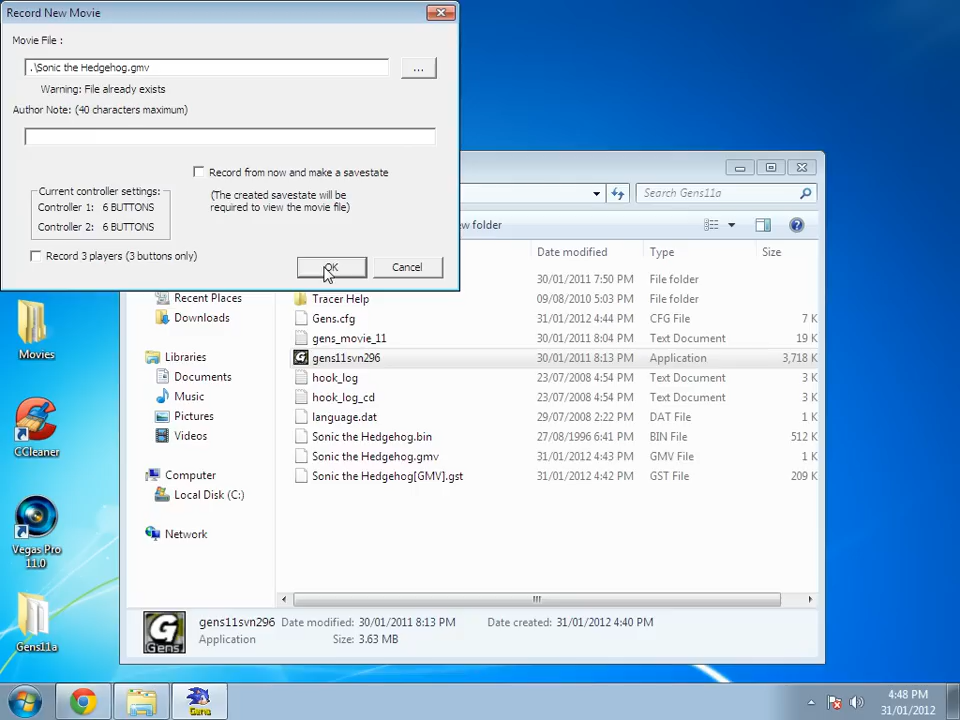 Record New Movie
Movie File :
.\Sonic the Hedgehog.gmv
...
Warning: File already exists
Author Note: (40 characters maximum)
Record from now and make a savestate
(The created savestate will be
required to view the movie file)
Current controller settings:
Controller 1: 6 BUTTONS
Controller 2: 6 BUTTONS
Record 3 players (3 buttons only)
OK
Cancel
Search Gens11a
ew folder
Date modified
Type
Size
30/01/2011 7:50 PM File folder
Recent Places
Tracer Help 09/08/2010 5:03 PM File folder
Downloads
Gens.cfg 31/01/2012 4:44 PM CFG File 7 K
gens_movie_11 30/01/2011 8:04 PM Text Document 19 K
gens11svn296 30/01/2011 8:13 PM Application 3,718 K
hook_log 23/07/2008 4:54 PM Text Document 3 K
hook_log_cd 23/07/2008 4:54 PM Text Document 3 K
language.dat 29/07/2008 2:22 PM DAT File 1 K
Sonic the Hedgehog.bin 27/08/1996 6:41 PM BIN File 512 K
Sonic the Hedgehog.gmv 31/01/2012 4:43 PM GMV File 1 K
Sonic the Hedgehog[GMV].gst 31/01/2012 4:42 PM GST File 209 K
Libraries
Documents
Music
Pictures
Videos
Computer
Local Disk (C:)
Network
Movies
CCleaner
Vegas Pro
11.0
Gens11a
Gens
gens11svn296 Date modified: 30/01/2011 8:13 PM Date created: 31/01/2012 4:40 PM
Application Size: 3.63 MB
Gens
4:48 PM
31/01/2012